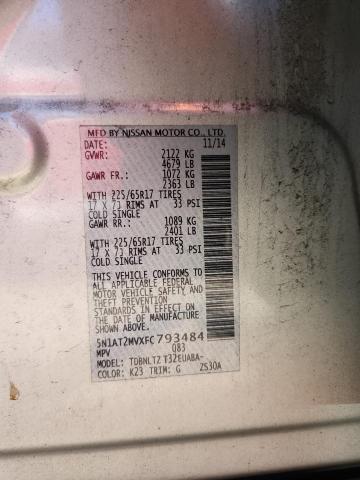 MFD BY NISSAN MOTOR CO., LTD.
DATE: 11/14
GVWR: 2122 KG
4679 LB
GAWR FR.: 1072 KG
2363 LB
WITH 225/65R17 TIRES
17 X 7J RIMS AT 33 PSI
COLD SINGLE
GAWR RR.: 1089 KG
2401 LB
WITH 225/65R17 TIRES
17 X 7J RIMS AT 33 PSI
COLD SINGLE
THIS VEHICLE CONFORMS TO
ALL APPLICABLE FEDERAL
MOTOR VEHICLE SAFETY AND
THEFT PREVENTION
STANDARDS IN EFFECT ON
THE DATE OF MANUFACTURE
SHOWN ABOVE.
5N1AT2MVXFC793484
MPV 083
MODEL: TDBNLTZ T32EUABA-
COLOR: K23 TRIM: G ZS30A